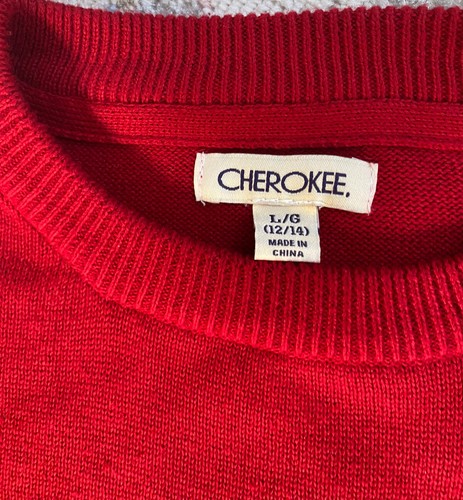 CHEROKEE.
L/G
(12/14)
MADE IN
CHINA